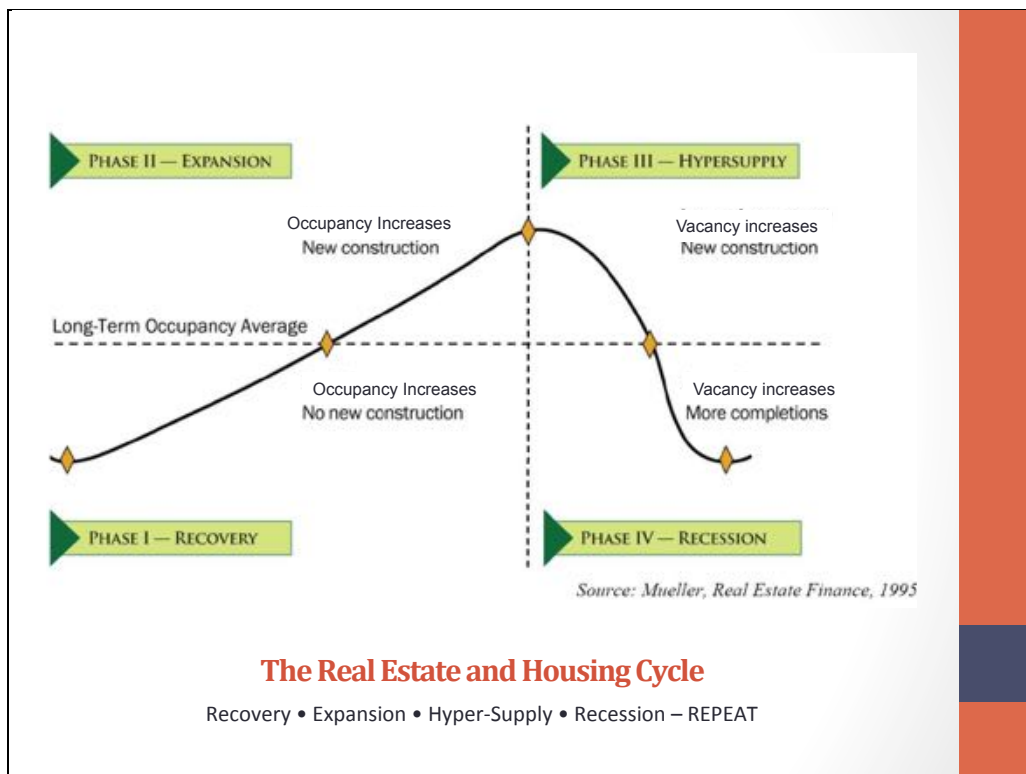 PHASE II — EXPANSION
PHASE III — HYPERSUPPLY
Occupancy Increases
New construction
Vacancy increases
New construction
Long-Term Occupancy Average
Occupancy Increases
No new construction
Vacancy increases
More completions
PHASE I — RECOVERY
PHASE IV — RECESSION
Source: Mueller, Real Estate Finance, 1995
The Real Estate and Housing Cycle
Recovery • Expansion • Hyper-Supply • Recession – REPEAT